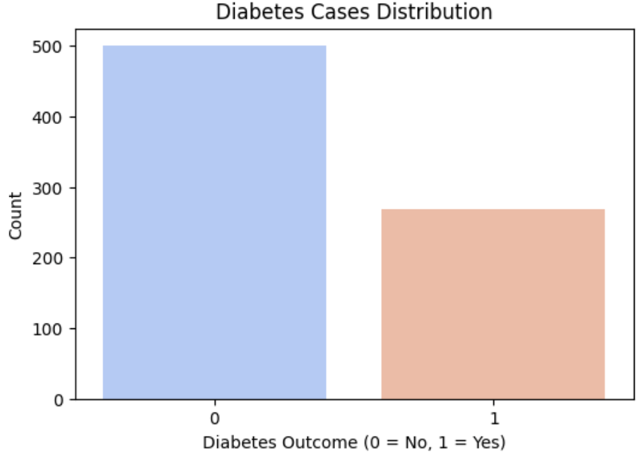 Diabetes Cases Distribution
500
400
300
200
100
0
Count
0 1
Diabetes Outcome (0 = No, 1 = Yes)